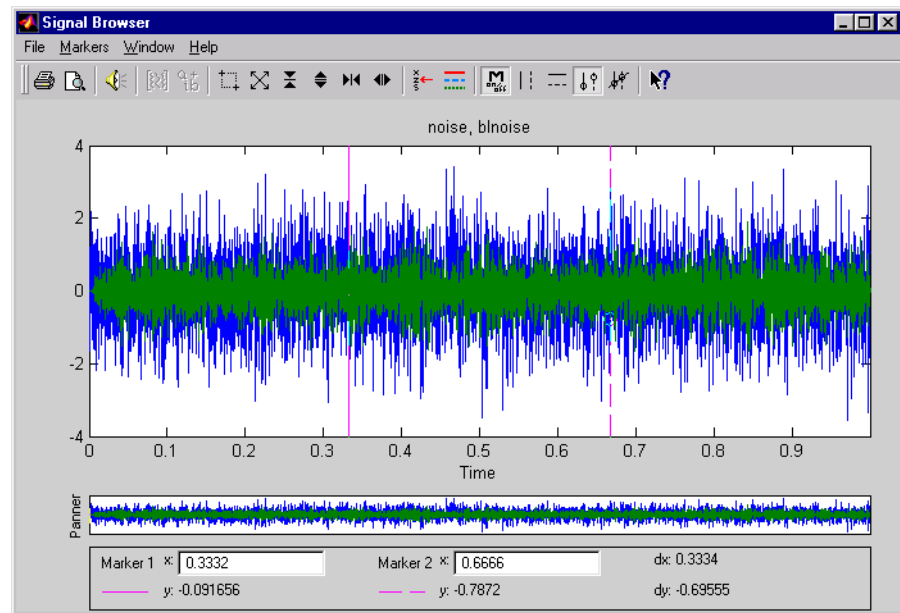 Signal Browser
File Markers Window Help
M on/off
noise, blnoise
4
2
0
-2
-4
0 0.1 0.2 0.3 0.4 0.5 0.6 0.7 0.8 0.9
Time
Panner
Marker 1 x: 0.3332 Marker 2 x: 0.6666 dx: 0.3334
y: -0.091656 y: -0.7872 dy: -0.69555